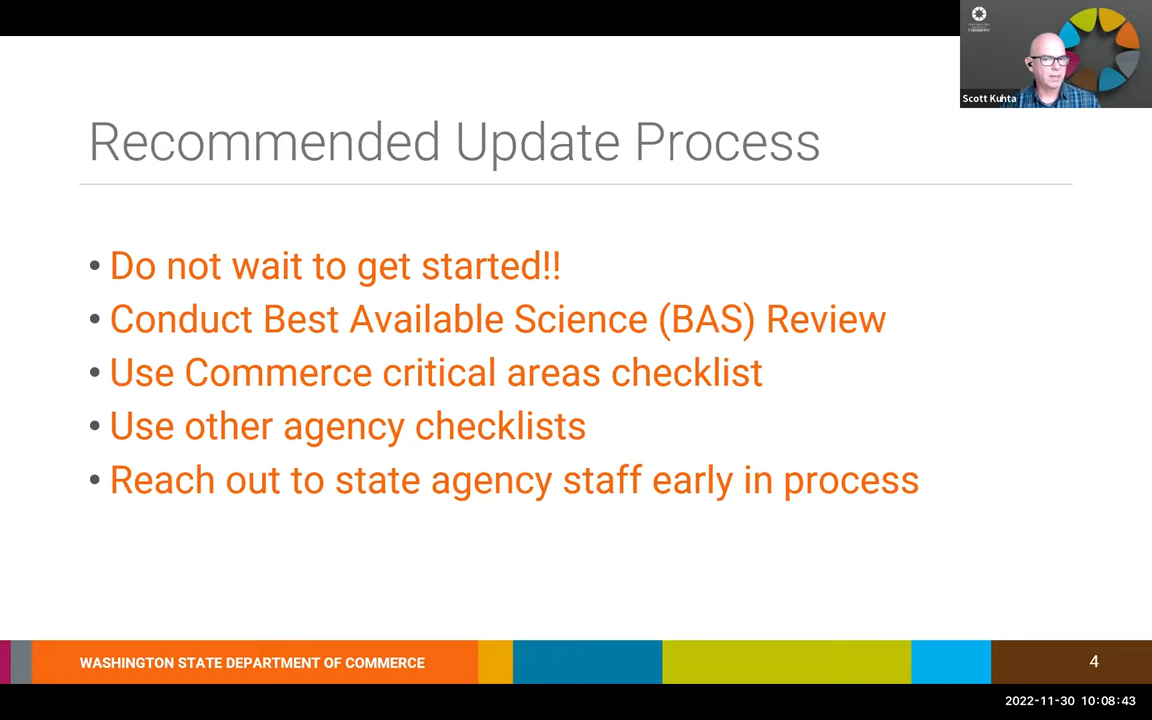 Scott Kuhta
Recommended Update Process
• Do not wait to get started!!
• Conduct Best Available Science (BAS) Review
• Use Commerce critical areas checklist
• Use other agency checklists
• Reach out to state agency staff early in process
WASHINGTON STATE DEPARTMENT OF COMMERCE
4
2022-11-30 10:08:43